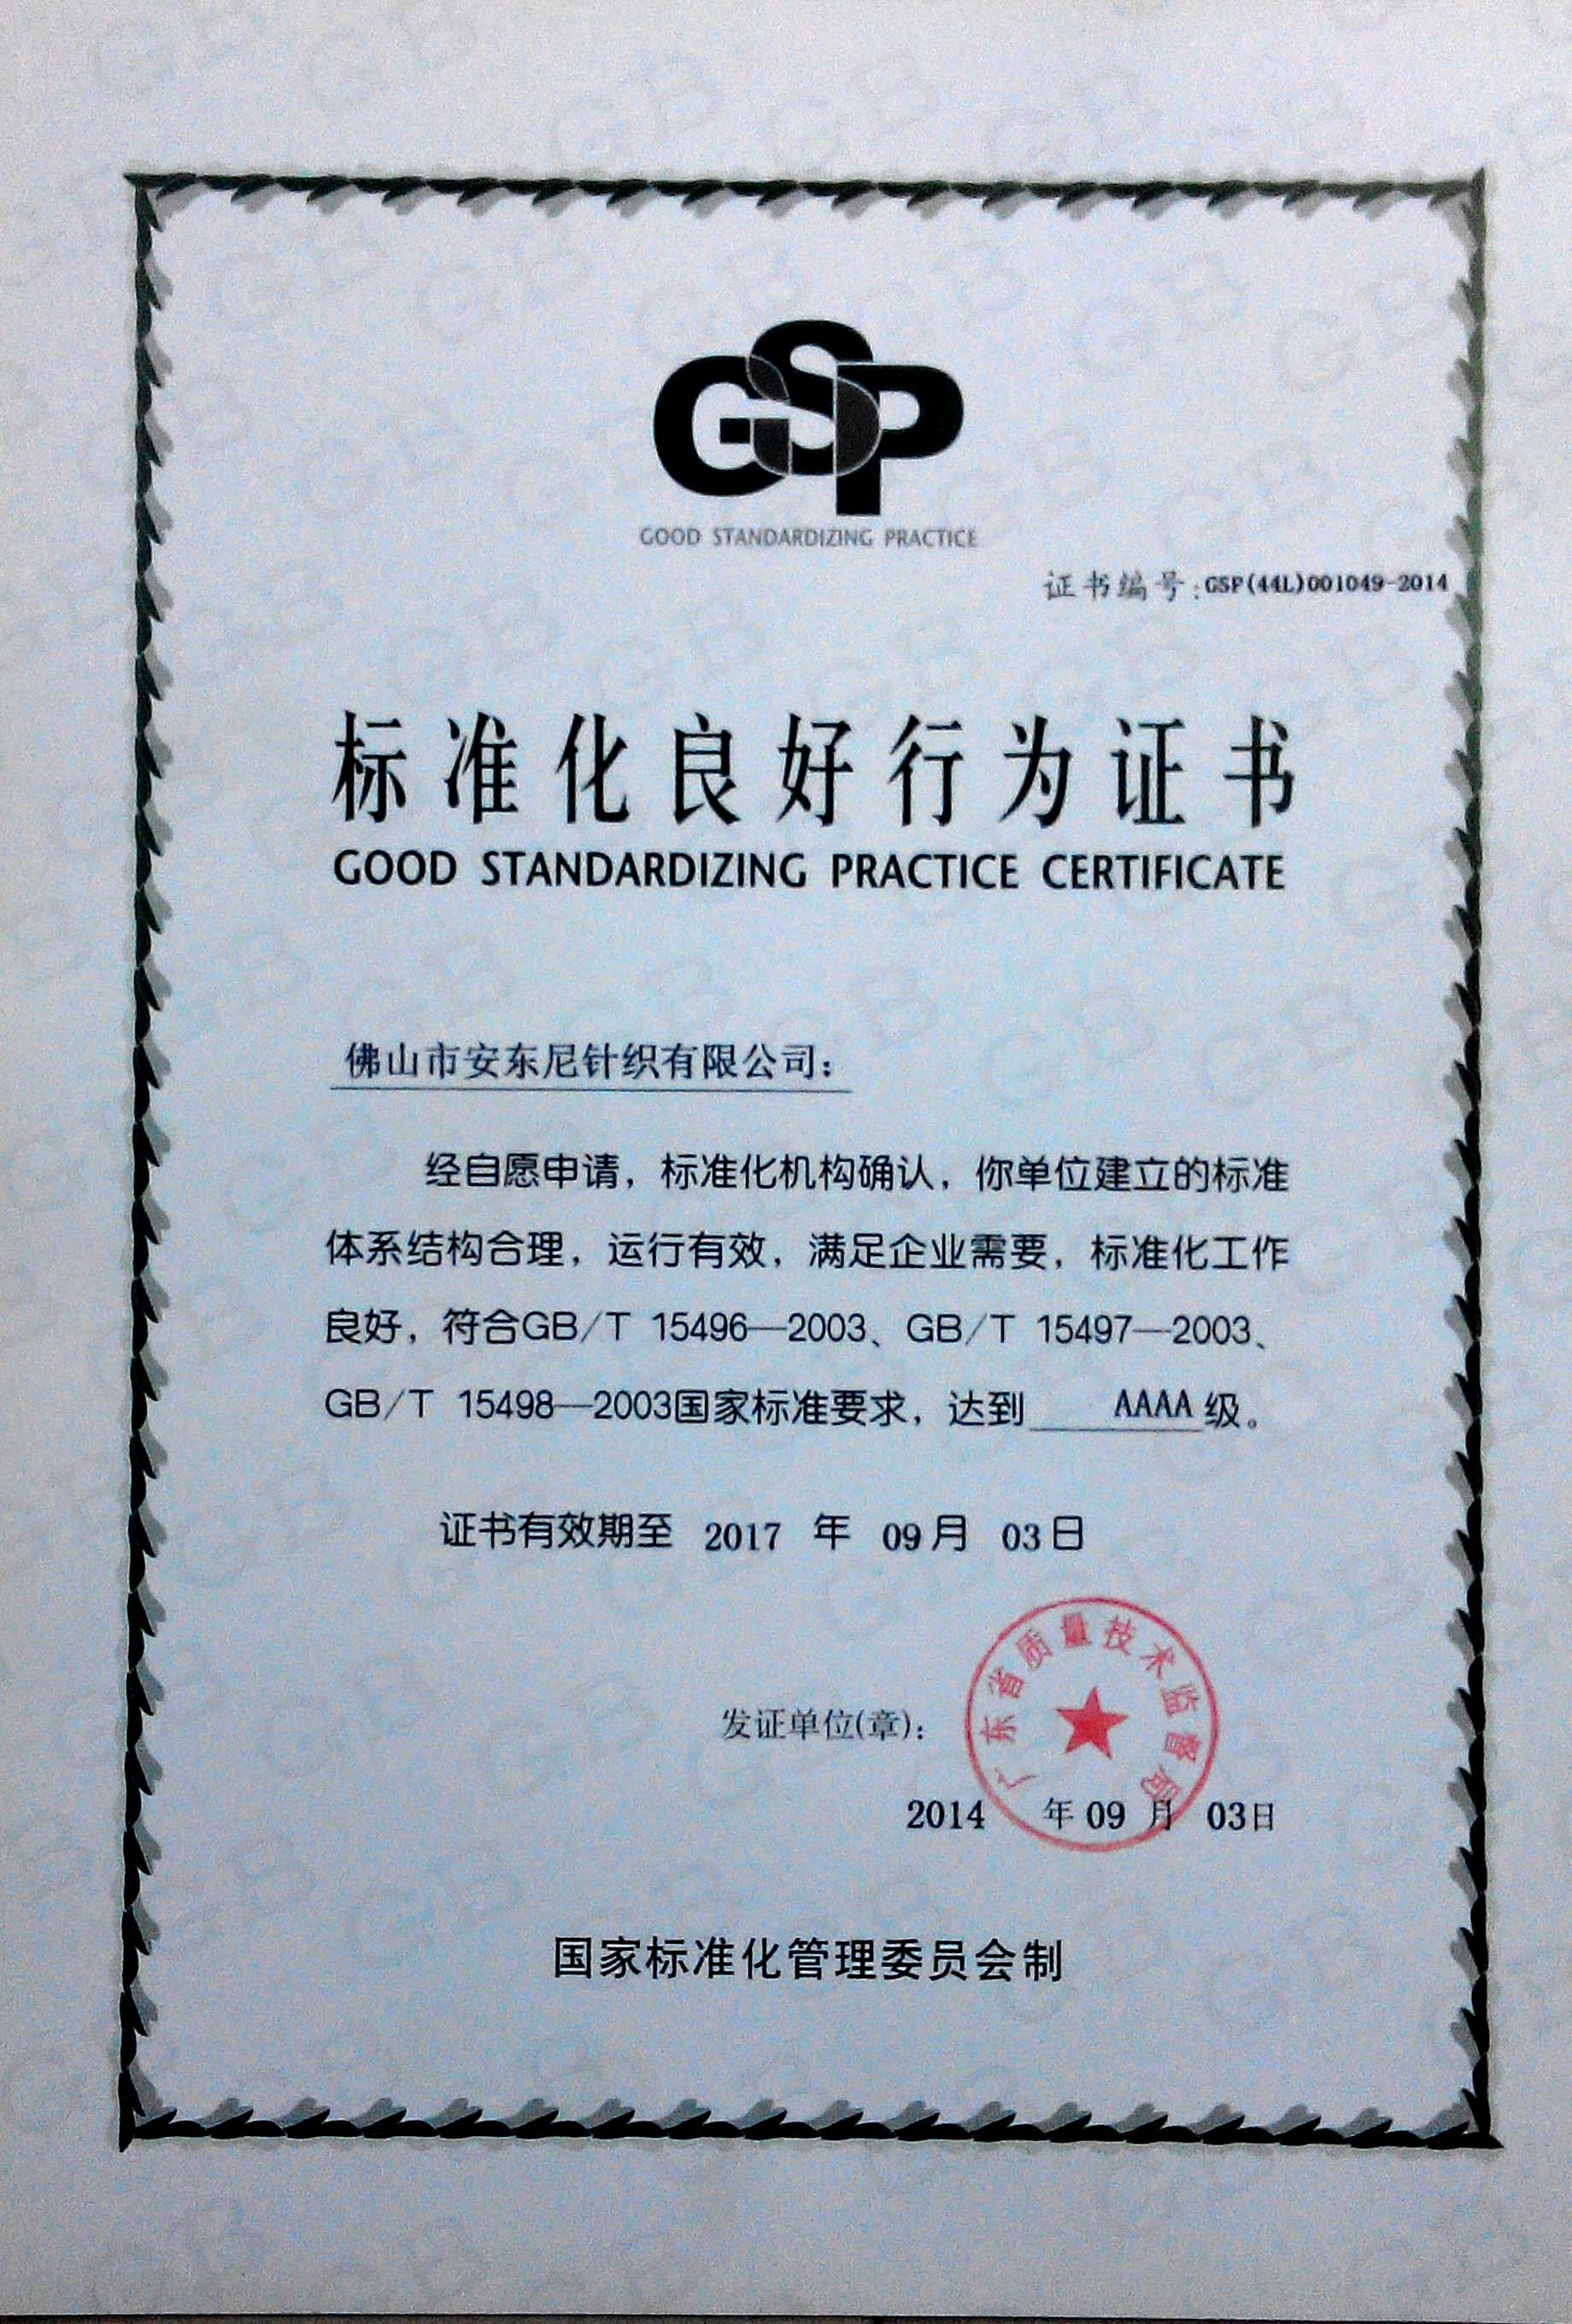 GSP
GOOD STANDARDIZING PRACTICE
证书编号:GSP(44L)001049-2014
标准化良好行为证书
GOOD STANDARDIZING PRACTICE CERTIFICATE
佛山市安东尼针织有限公司:
经自愿申请，标准化机构确认，你单位建立的标准
体系结构合理，运行有效，满足企业需要，标准化工作
良好，符合GB/T 15496—2003、GB/T 15497—2003、
GB/T 15498—2003国家标准要求，达到 AAAA 级。
证书有效期至 2017 年 09月 03日
广东省质量技术监督局
发证单位(章):
2014 年 09 月 03日
国家标准化管理委员会制